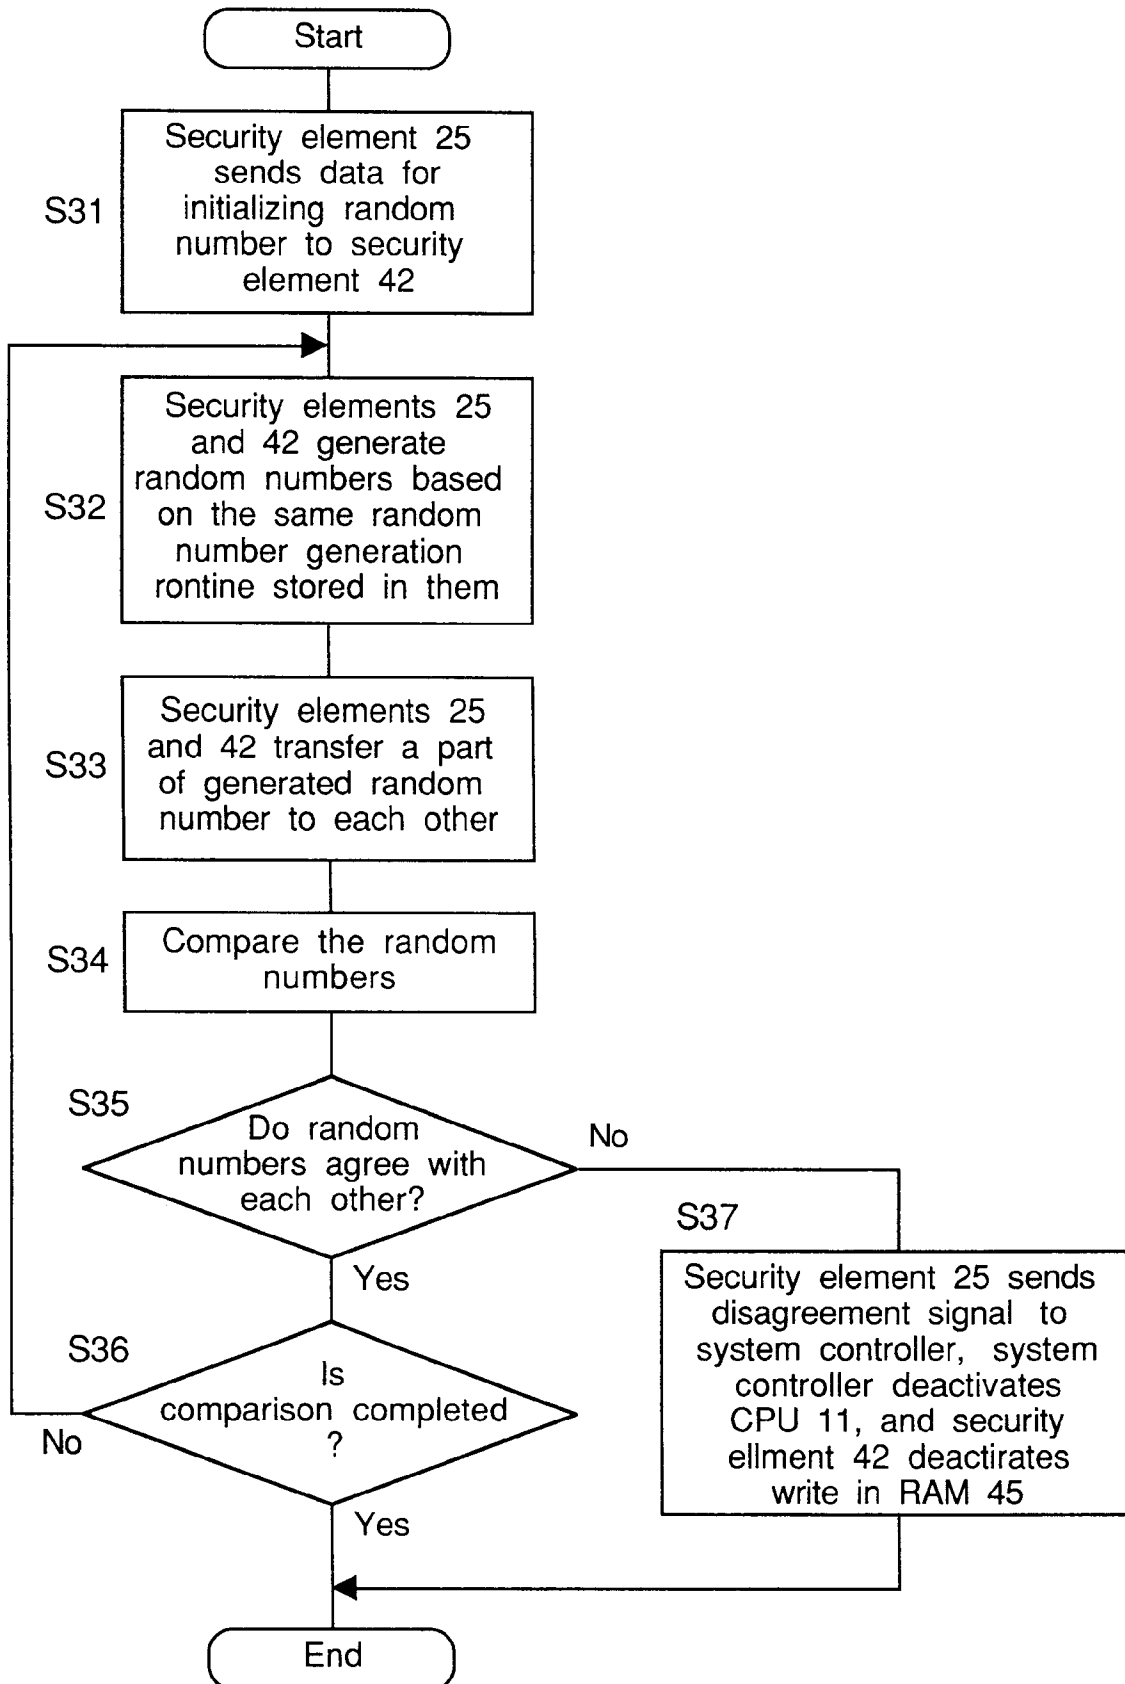 Start
S31
Security element 25
sends data for
initializing random
number to security
element 42
S32
Security elements 25
and 42 generate
random numbers based
on the same random
number generation
rontine stored in them
S33
Security elements 25
and 42 transfer a part
of generated random
number to each other
S34
Compare the random
numbers
S35
Do random
numbers agree with
each other?
No
Yes
S37
Security element 25 sends
disagreement signal to
system controller, system
controller deactivates
CPU 11, and security
ellment 42 deactirates
write in RAM 45
S36
Is
comparison completed
?
No
Yes
End